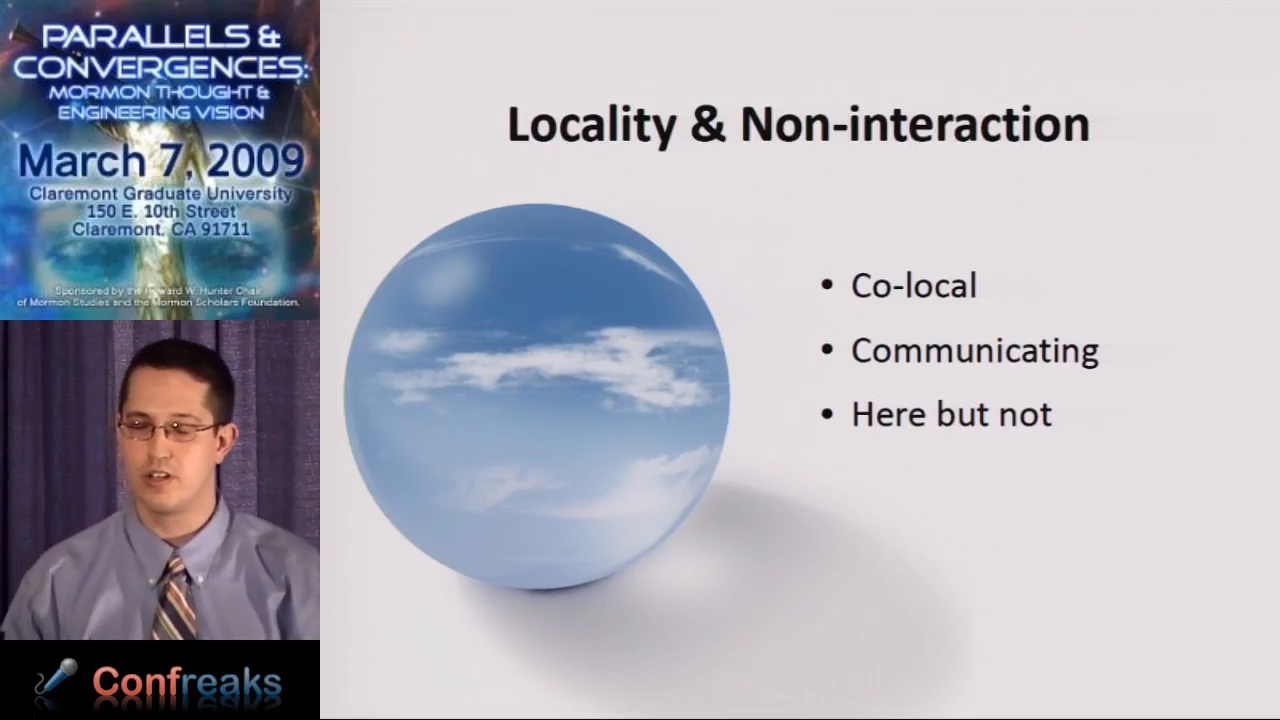 PARALLELS &
CONVERGENCES:
MORMON THOUGHT &
ENGINEERING VISION
March 7, 2009
Claremont Graduate University
150 E. 10th Street
Claremont, CA 91711
Sponsored by the Howard W. Hunter Chair
of Mormon Studies and the Mormon Scholars Foundation.
Confreaks
Locality & Non-interaction
• Co-local
• Communicating
• Here but not